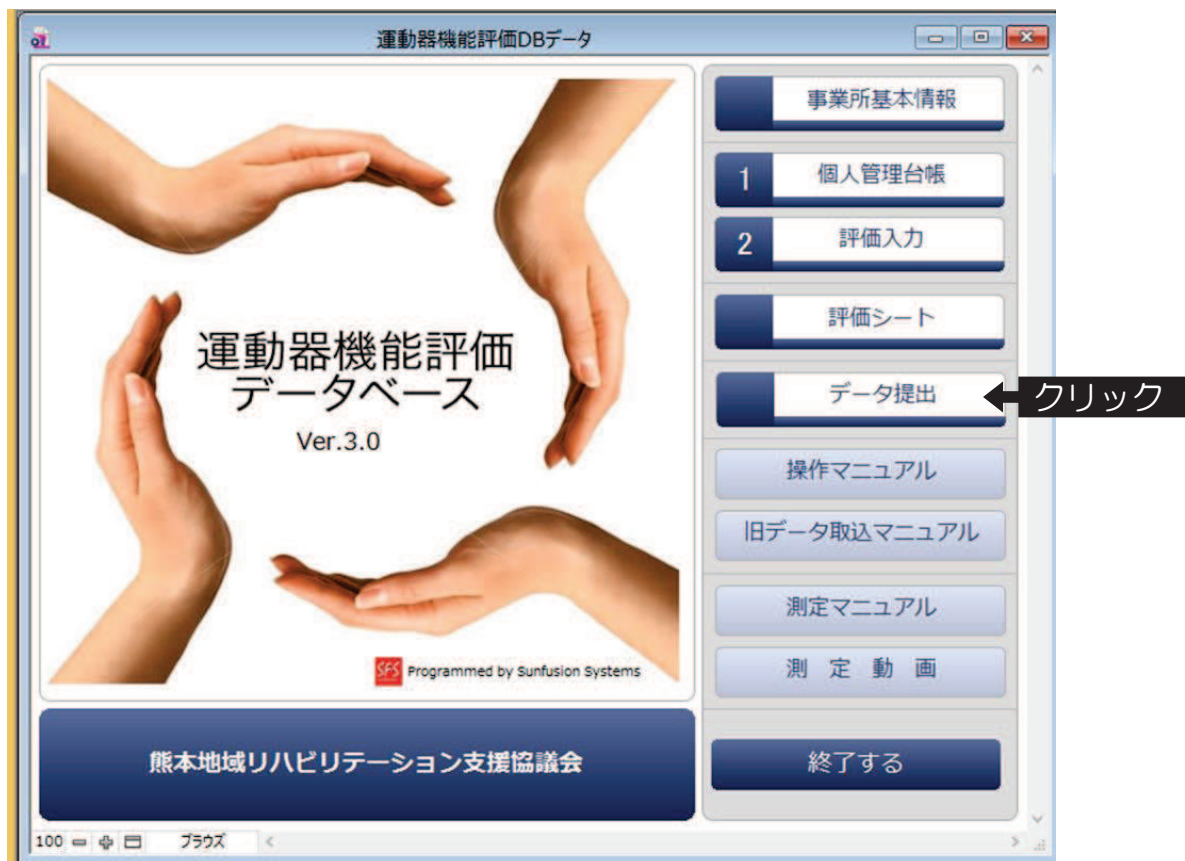 運動器機能評価DBデータ
事業所基本情報
1 個人管理台帳
2 評価入力
評価シート
データ提出
クリック
操作マニュアル
旧データ取込マニュアル
測定マニュアル
測 定 動 画
終了する
運動器機能評価
データベース
Ver.3.0
SFS Programmed by Sunfusion Systems
熊本地域リハビリテーション支援協議会
100 ブラウズ